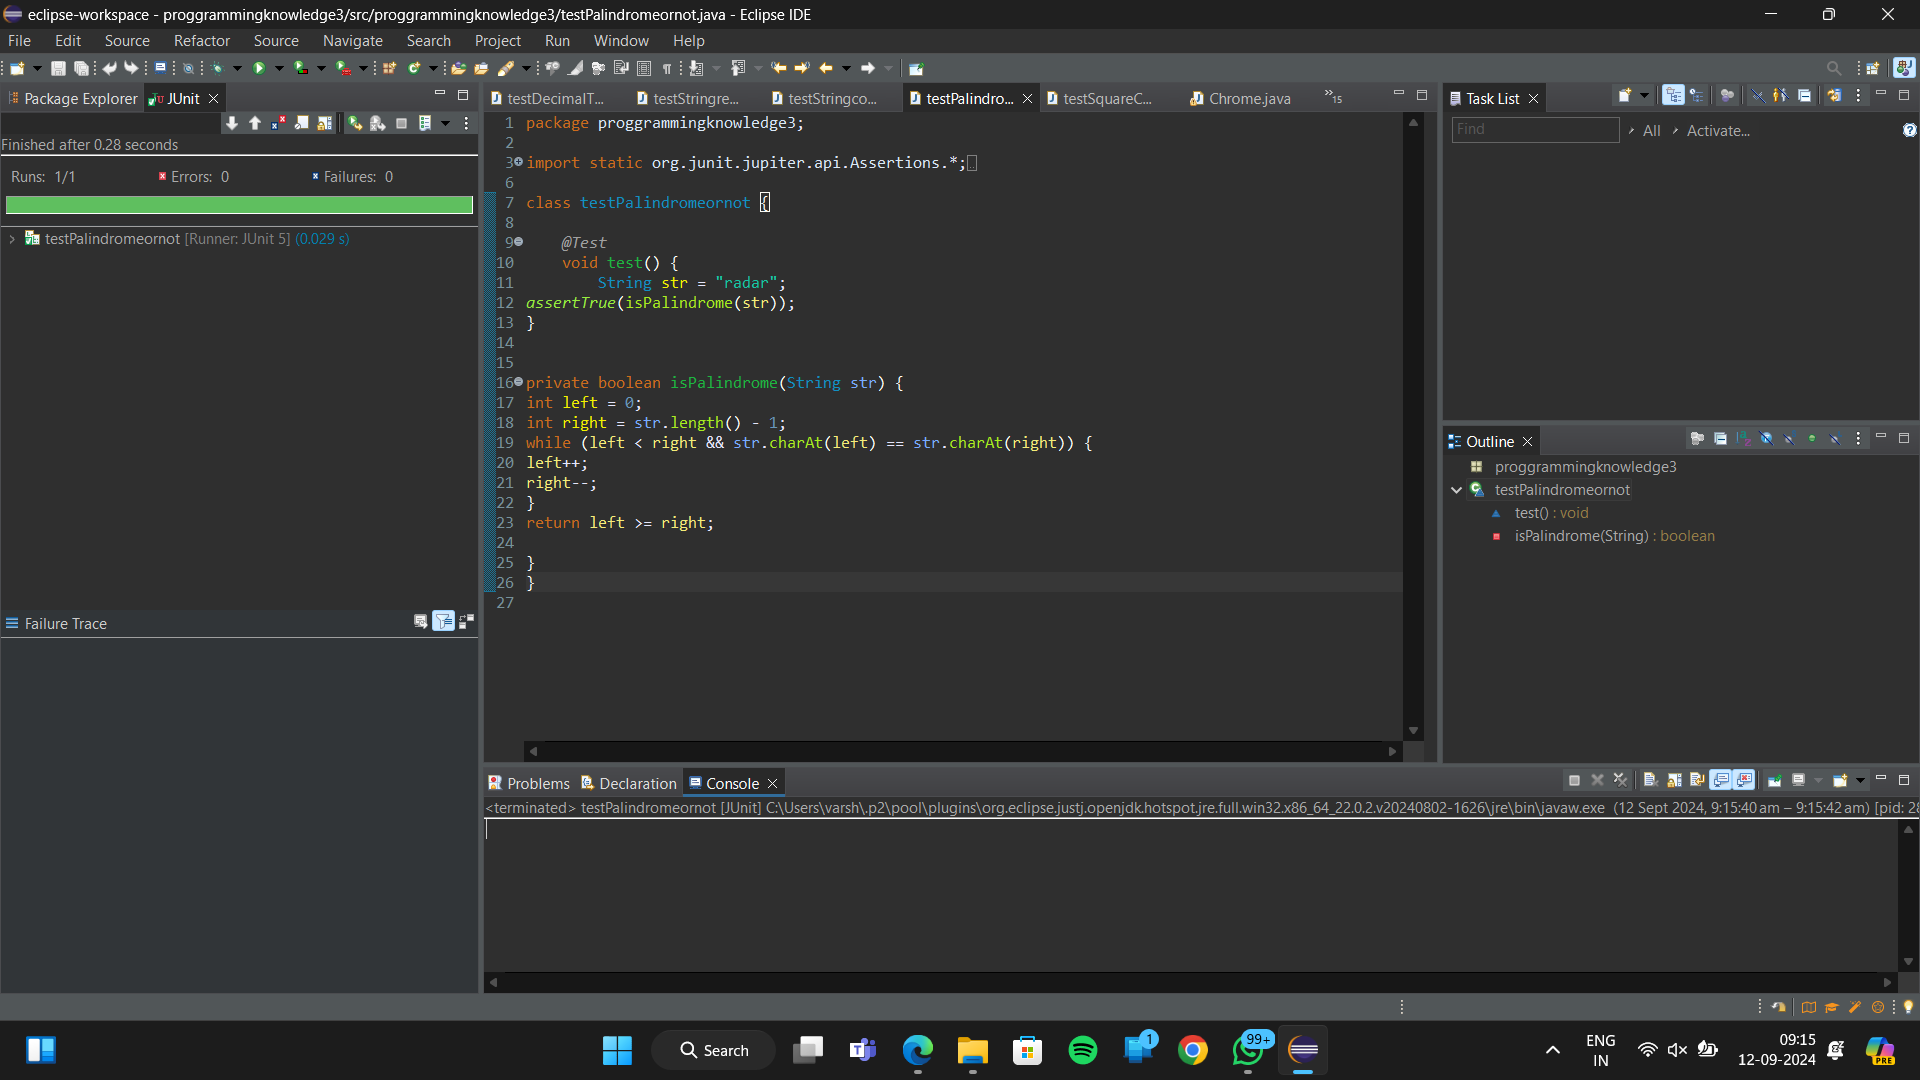 eclipse-workspace - proggrammingknowledge3/src/proggrammingknowledge3/testPalindromeornot.java - Eclipse IDE
File Edit Source Refactor Source Navigate Search Project Run Window Help
Package Explorer JUnit
Finished after 0.28 seconds
Runs: 1/1 Errors: 0 Failures: 0
testPalindromeornot [Runner: JUnit 5] (0.029 s)
Failure Trace
testDecimalT... testStringre... testStringco... testPalindro... testSquareC... Chrome.java »15
1 package proggrammingknowledge3;
2
3 import static org.junit.jupiter.api.Assertions.*;
6
7 class testPalindromeornot {
8
9 @Test
10 void test() {
11 String str = "radar";
12 assertTrue(isPalindrome(str));
13 }
14
15
16 private boolean isPalindrome(String str) {
17 int left = 0;
18 int right = str.length() - 1;
19 while (left < right && str.charAt(left) == str.charAt(right)) {
20 left++;
21 right--;
22 }
23 return left >= right;
24
25 }
26 }
27
Task List
Find All Activate...
Outline
proggrammingknowledge3
testPalindromeornot
test() : void
isPalindrome(String) : boolean
Problems Declaration Console
<terminated> testPalindromeornot [JUnit] C:\Users\varsh\.p2\pool\plugins\org.eclipse.justj.openjdk.hotspot.jre.full.win32.x86_64_22.0.2.v20240802-1626\jre\bin\javaw.exe (12 Sept 2024, 9:15:40 am – 9:15:42 am) [pid: 28
Search
1
99+
ENG
IN
09:15
12-09-2024
PRE